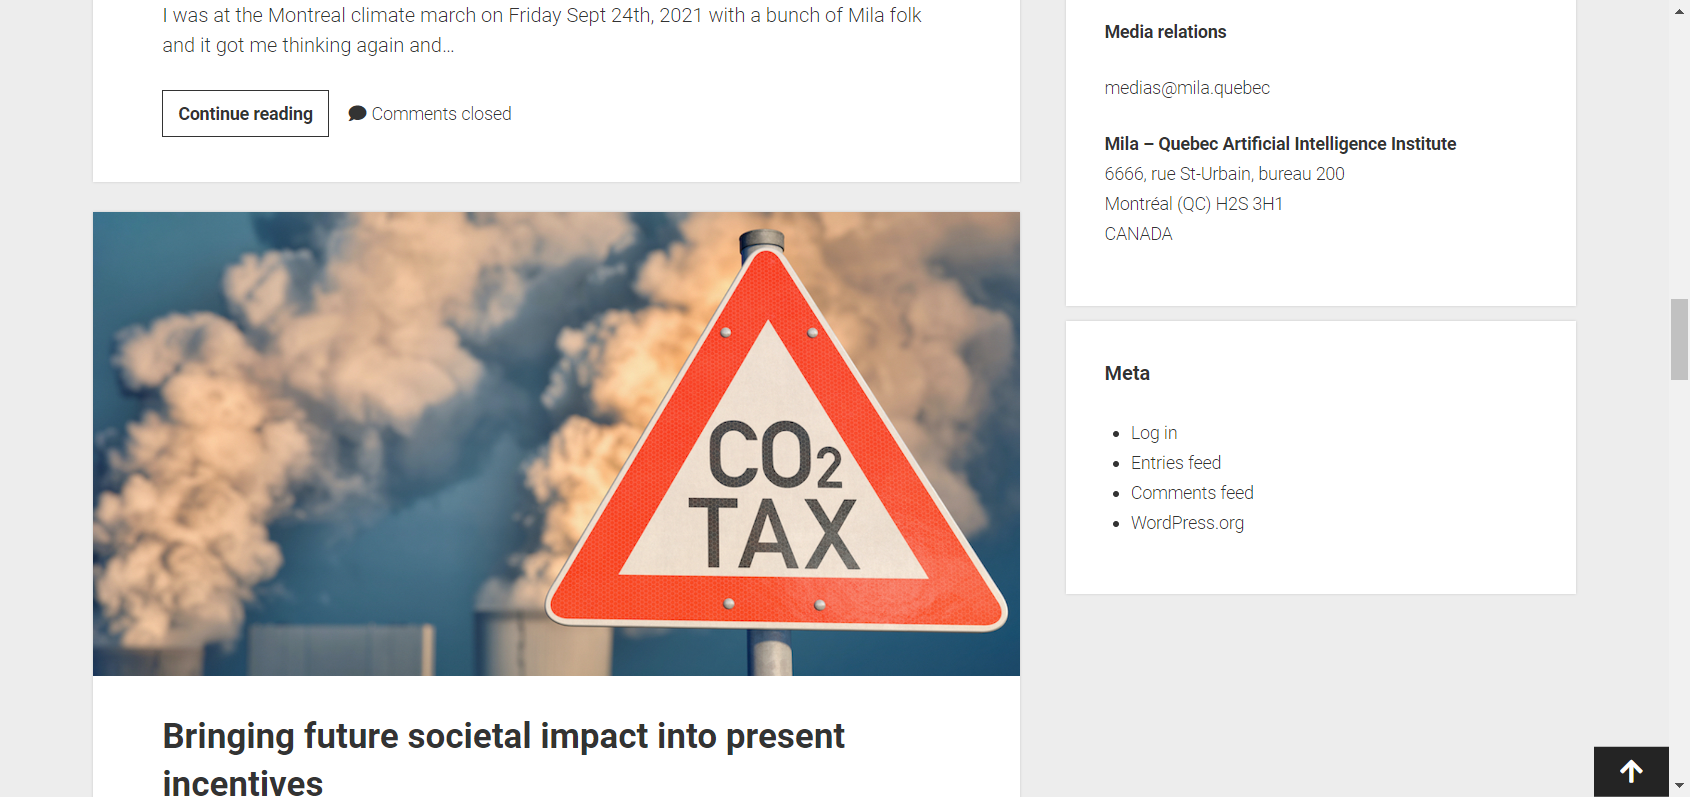 I was at the Montreal climate march on Friday Sept 24th, 2021 with a bunch of Mila folk
and it got me thinking again and…
Continue reading
Comments closed
CO2
TAX
Bringing future societal impact into present
incentives
Media relations
medias@mila.quebec
Mila – Quebec Artificial Intelligence Institute
6666, rue St-Urbain, bureau 200
Montréal (QC) H2S 3H1
CANADA
Meta
Log in
Entries feed
Comments feed
WordPress.org